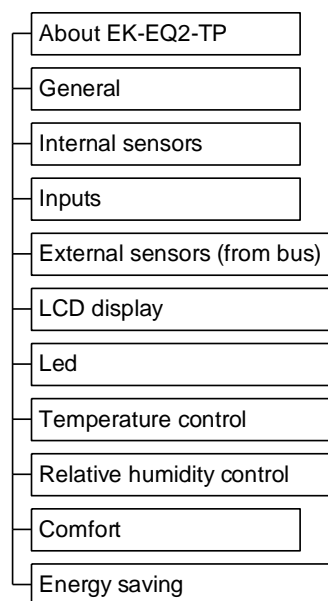 About EK-EQ2-TP
General
Internal sensors
Inputs
External sensors (from bus)
LCD display
Led
Temperature control
Relative humidity control
Comfort
Energy saving